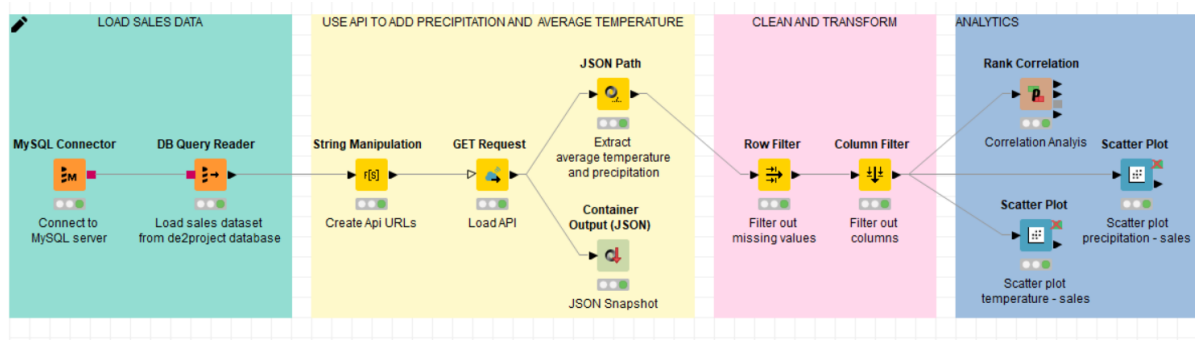 LOAD SALES DATA
USE API TO ADD PRECIPITATION AND AVERAGE TEMPERATURE
CLEAN AND TRANSFORM
ANALYTICS
MySQL Connector
Connect to
MySQL server
DB Query Reader
Load sales dataset
from de2project database
String Manipulation
f[S]
Create Api URLs
GET Request
Load API
JSON Path
Extract
average temperature
and precipitation
Container
Output (JSON)
JSON Snapshot
Row Filter
Filter out
missing values
Column Filter
Filter out
columns
Rank Correlation
Correlation Analyis
Scatter Plot
Scatter plot
precipitation - sales
Scatter Plot
Scatter plot
temperature - sales